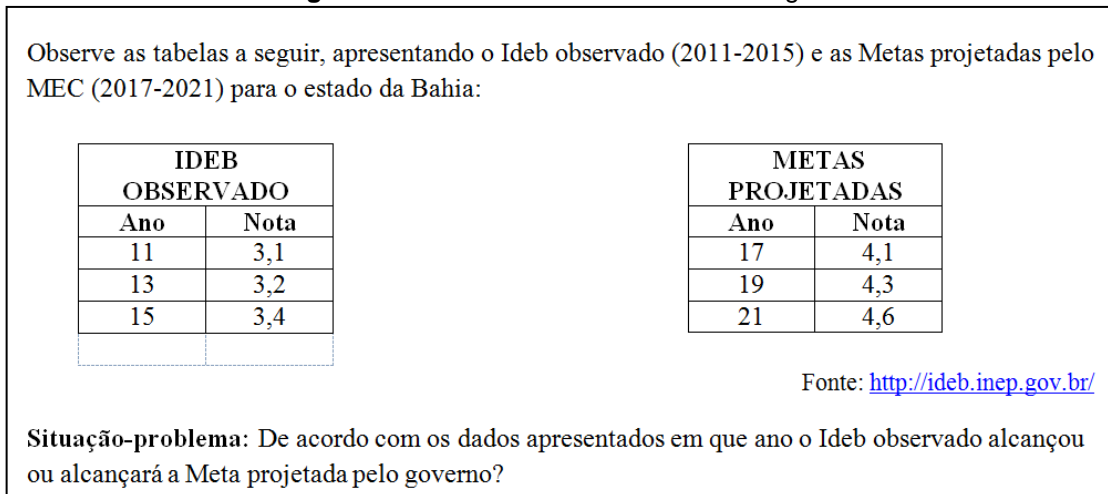 Observe as tabelas a seguir, apresentando o Ideb observado (2011-2015) e as Metas projetadas pelo
MEC (2017-2021) para o estado da Bahia:
IDEB
OBSERVADO
Ano Nota
11 3,1
13 3,2
15 3,4
METAS
PROJETADAS
Ano Nota
17 4,1
19 4,3
21 4,6
Fonte: http://ideb.inep.gov.br/
Situação-problema: De acordo com os dados apresentados em que ano o Ideb observado alcançou
ou alcançará a Meta projetada pelo governo?